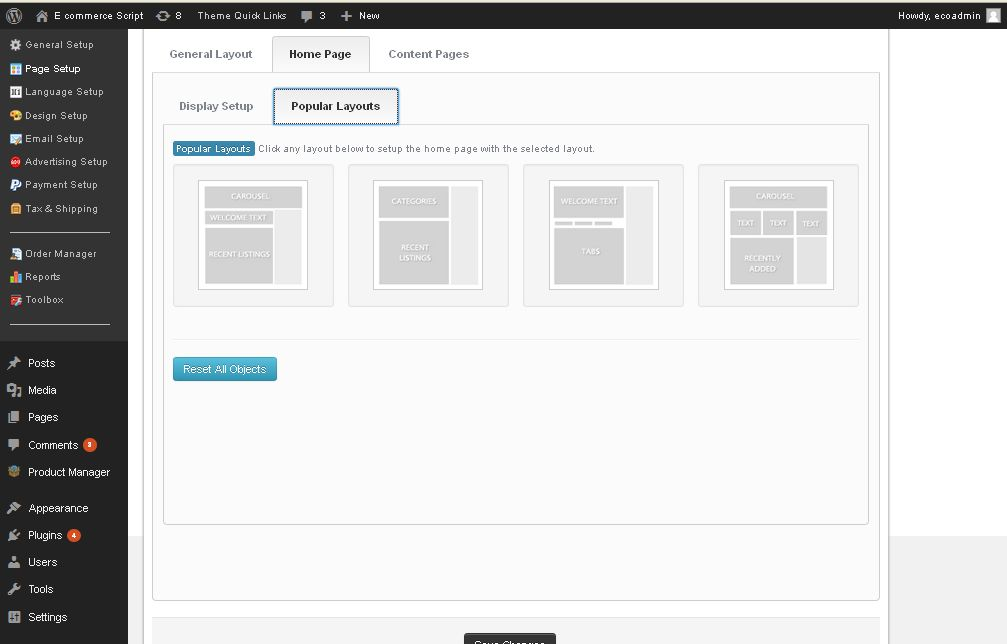 E commerce Script 8 Theme Quick Links 3 New Howdy, ecoadmin
General Setup
Page Setup
Language Setup
Design Setup
Email Setup
Advertising Setup
Payment Setup
Tax & Shipping
Order Manager
Reports
Toolbox
Posts
Media
Pages
Comments 3
Product Manager
Appearance
Plugins 4
Users
Tools
Settings
General Layout Home Page Content Pages
Display Setup Popular Layouts
Popular Layouts Click any layout below to setup the home page with the selected layout.
CAROUSEL
WELCOME TEXT
RECENT LISTINGS
CATEGORIES
RECENT
LISTINGS
WELCOME TEXT
TABS
CAROUSEL
TEXT TEXT TEXT
RECENTLY
ADDED
Reset All Objects
Save Changes